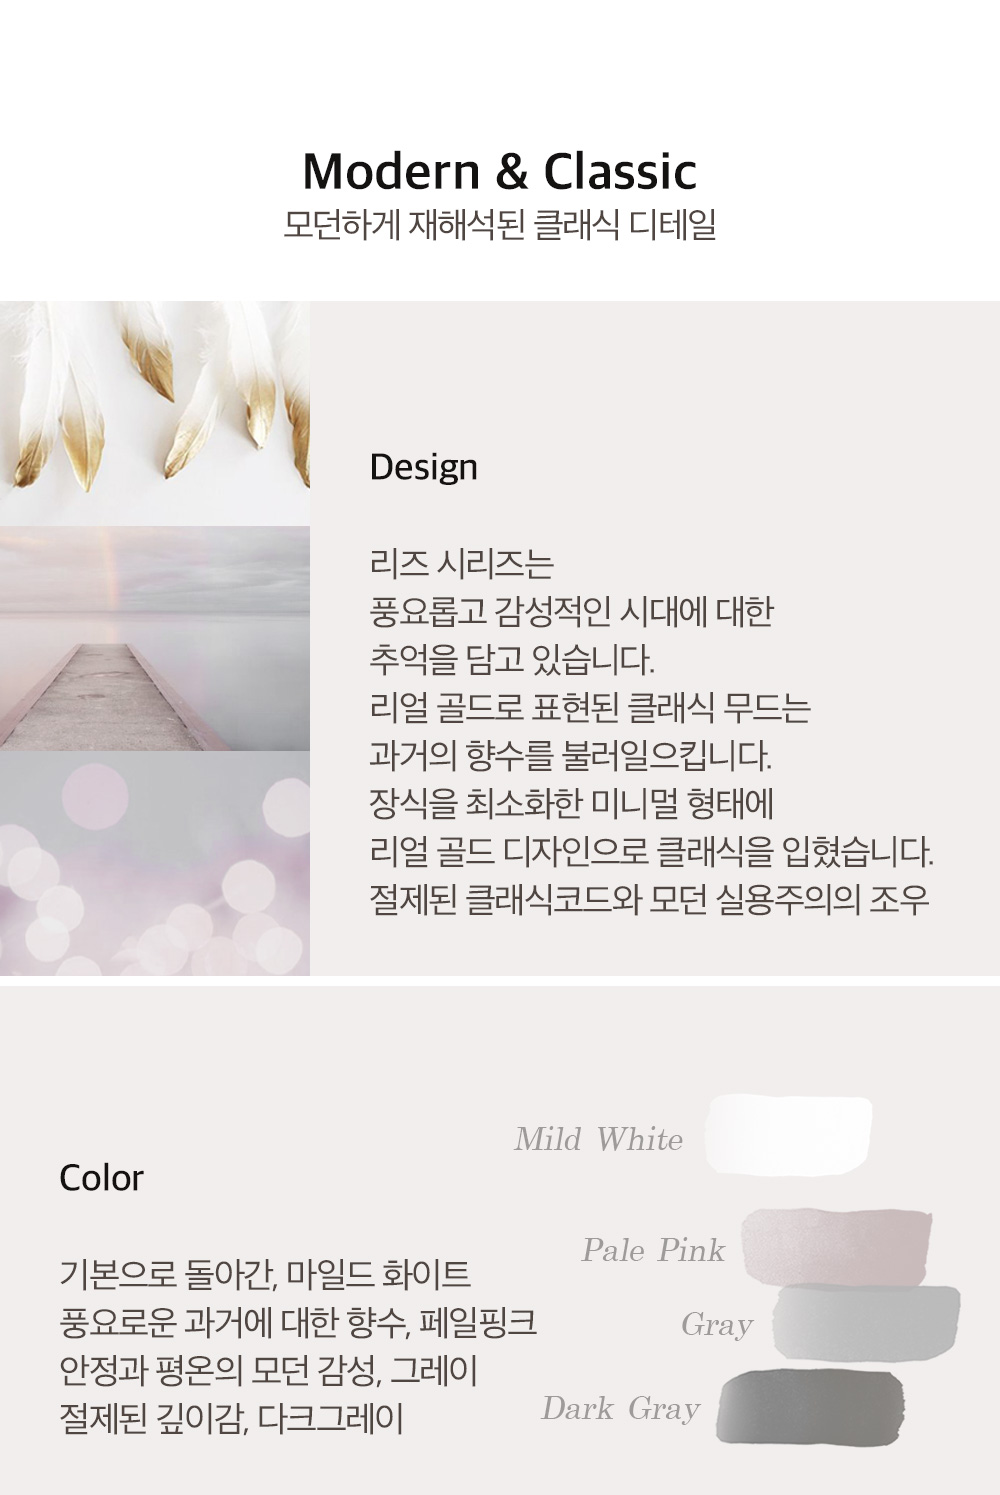 Modern & Classic
모던하게 재해석된 클래식 디테일
Design
리즈 시리즈는
풍요롭고 감성적인 시대에 대한
추억을 담고 있습니다.
리얼 골드로 표현된 클래식 무드는
과거의 향수를 불러일으킵니다.
장식을 최소화한 미니멀 형태에
리얼 골드 디자인으로 클래식을 입혔습니다.
절제된 클래식코드와 모던 실용주의의 조우
Color
기본으로 돌아간, 마일드 화이트
풍요로운 과거에 대한 향수, 페일핑크
안정과 평온의 모던 감성, 그레이
절제된 깊이감, 다크그레이
Mild White
Pale Pink
Gray
Dark Gray